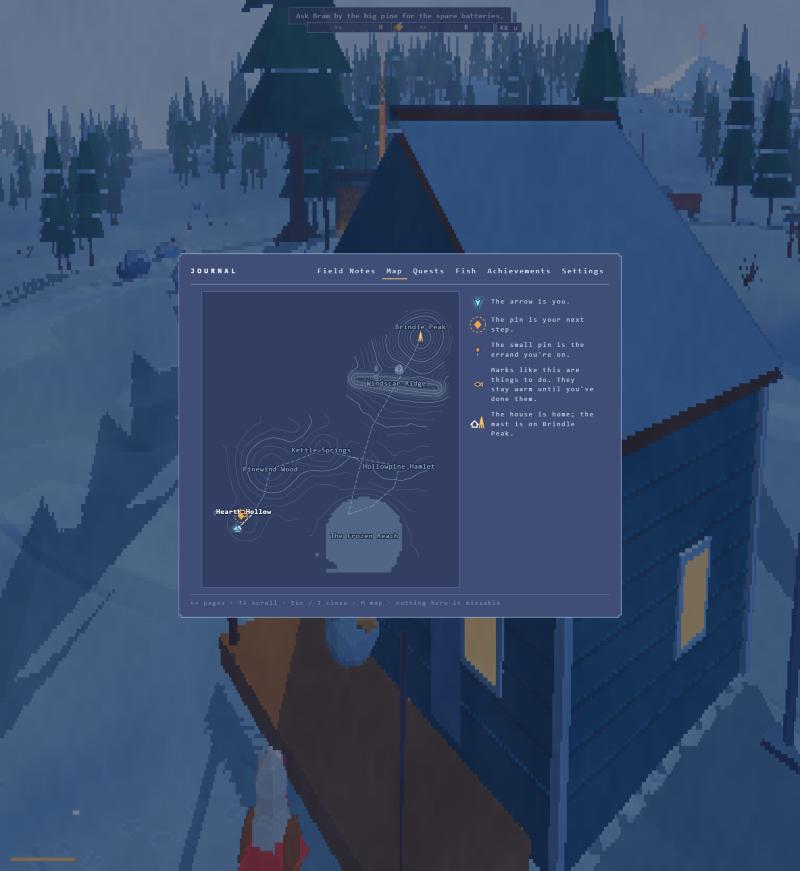 Ask Bram by the big pine for the spare batteries.
N
E
48 u
JOURNAL
Field Notes Map Quests Fish Achievements Settings
Brindle Peak
Windscar Ridge
Kettle Springs
Pinewind Wood
Hollowpine Hamlet
Hearth Hollow
The Frozen Reach
The arrow is you.
The pin is your next
step.
The small pin is the
errand you're on.
Marks like this are
things to do. They
stay warm until you've
done them.
The house is home; the
mast is on Brindle
Peak.
←→ pages · ↑↓ scroll · Esc / J close · M map · nothing here is missable